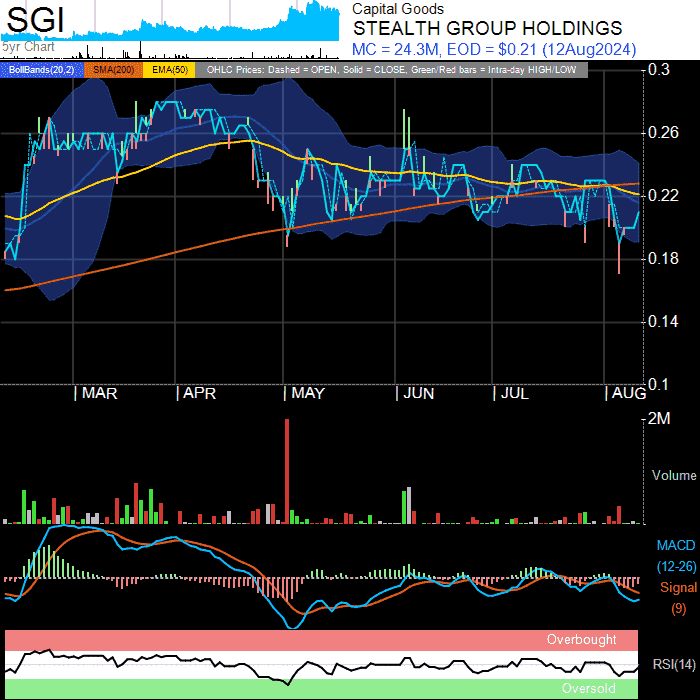 SGI
5yr Chart
Capital Goods
STEALTH GROUP HOLDINGS
MC = 24.3M, EOD = $0.21 (12Aug2024)
BollBands(20,2) SMA(200) EMA(50) OHLC Prices: Dashed = OPEN, Solid = CLOSE, Green/Red bars = Intra-day HIGH/LOW
0.3
0.26
0.22
0.18
0.14
0.1
MAR APR MAY JUN JUL AUG
2M
Volume
MACD
(12-26)
Signal
(9)
Overbought
RSI(14)
Oversold